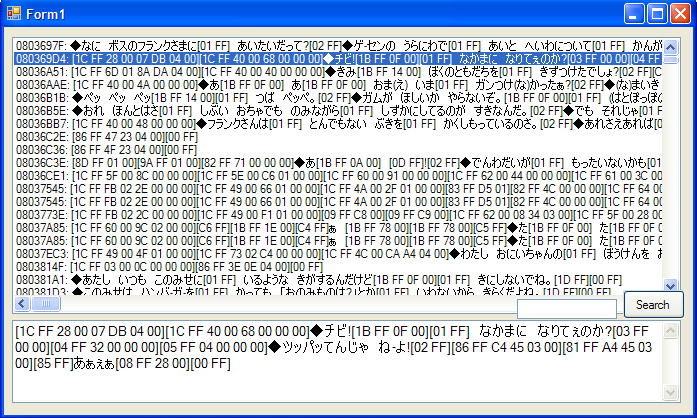 Form1
0803697F: ◆なに　ボスのフランクさまに[01 FF]　あいたいだって?[02 FF]◆ゲ-センの　うらにわで[01 FF]　あいと　へいわについて[01 FF]　かんが
080369D4: [1C FF 28 00 07 DB 04 00][1C FF 40 00 68 00 00 00]◆チビ![1B FF 0F 00][01 FF]　なかまに　なりてぇのか?[03 FF 00 00][04 FF
08036A51: [1C FF 6D 01 8A DA 04 00][1C FF 40 00 40 00 00 00]◆きみ[1B FF 14 00]　ぼくのともだちを[01 FF]　きずつけたでしょ?[02 FF]C
08036AAE: [1C FF 40 00 4A 00 00 00]◆あ[1B FF 0F 00]　あ[1B FF 0F 00]　おま(え)　いま[01 FF]　ガンつけ(な)かったぁ?[02 FF]◆(な)まいき
08036B1B: ◆ペッ　ペッ　ペッ[1B FF 14 00][01 FF]　つば　ペッペ｡[02 FF]◆ガムが　ほしいか　やらないぞ｡[1B FF 0F 00][01 FF]　(はとぽっぽの
08036B5E: ◆おれ　ほんとはさ[01 FF]　しぶい　おちゃでも　のみながら[01 FF]　しずかにしてるのが　すきなんだ｡[02 FF]◆でも　それじゃ[01 FF]
08036BB7: [1C FF 40 00 48 00 00 00]◆フランクさんは[01 FF]　とんでもない　ぶきを[01 FF]　かくしもっているのさ｡[02 FF]◆あれさえあれば[01 FF]
08036C2E: [86 FF 47 23 04 00][00 FF]
08036C36: [86 FF 4F 23 04 00][00 FF]
08036C3E: [8D FF 01 00][9A FF 01 00][82 FF 71 00 00 00]◆あ[1B FF 0A 00]　[0D FF]![02 FF]◆でんわだいが[01 FF]　もったいないかも[01 FF]
08036CE1: [1C FF 5F 00 8C 00 00 00][1C FF 5E 00 C6 01 00 00][1C FF 60 00 91 00 00 00][1C FF 62 00 44 00 00 00][1C FF 61 00 3C 00
08037545: [1C FF FB 02 2E 00 00 00][1C FF 49 00 66 01 00 00][1C FF 4A 00 2F 01 00 00][83 FF D5 01][82 FF 4C 00 00 00][1C FF 64 00
08037545: [1C FF FB 02 2E 00 00 00][1C FF 49 00 66 01 00 00][1C FF 4A 00 2F 01 00 00][83 FF D5 01][82 FF 4C 00 00 00][1C FF 64 00
0803773E: [1C FF FB 02 2C 00 00 00][1C FF 49 00 F1 01 00 00][09 FF C8 00][09 FF C9 00][1C FF 62 00 08 34 03 00][1C FF 5F 00 28 00
08037A85: [1C FF 60 00 9C 02 00 00][C6 FF][1B FF 1E 00][C4 FF]ぁ　[1B FF 78 00][1B FF 78 00][1B FF 78 00][C5 FF]◆た[1B FF 0F 00]　た[1B FF 0F 00]
08037A85: [1C FF 60 00 9C 02 00 00][C6 FF][1B FF 1E 00][C4 FF]ぁ　[1B FF 78 00][1B FF 78 00][1B FF 78 00][C5 FF]◆た[1B FF 0F 00]　た[1B FF 0F 00]
08037EC3: [1C FF 49 00 41 01 00 00][1C FF 73 02 C4 00 00 00][1C FF 4C 00 CA A4 04 00]◆わたし　おにいちゃんの[01 FF]　ぼうけんを　お
0803814F: [1C FF 03 00 0C 00 00 00][86 FF 3E 0E 04 00][00 FF]
080381A1: ◆あたし　いつも　このみせに[01 FF]　いるような　きがするんだけど[1B FF 0F 00][01 FF]　きにしないでね｡[1D FF][00 FF]
080381D3: ◆このみせは　ハンバ-ガ-を[01 FF]　かっても　｢おのみものは?｣とか[01 FF]　いわないから　きらくだよね｡[1D FF][00 FF]
Search
[1C FF 28 00 07 DB 04 00][1C FF 40 00 68 00 00 00]◆チビ![1B FF 0F 00][01 FF]　なかまに　なりてぇのか?[03 FF
00 00][04 FF 32 00 00 00][05 FF 04 00 00 00]◆ツッパッてんじゃ　ね-よ![02 FF][86 FF C4 45 03 00][81 FF A4 45 03
00][85 FF]あぁぇぁ[08 FF 28 00][00 FF]